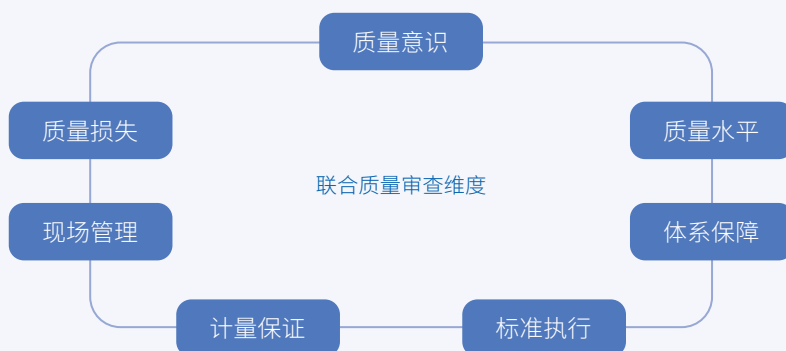 质量意识
质量损失
质量水平
联合质量审查维度
现场管理
体系保障
计量保证
标准执行